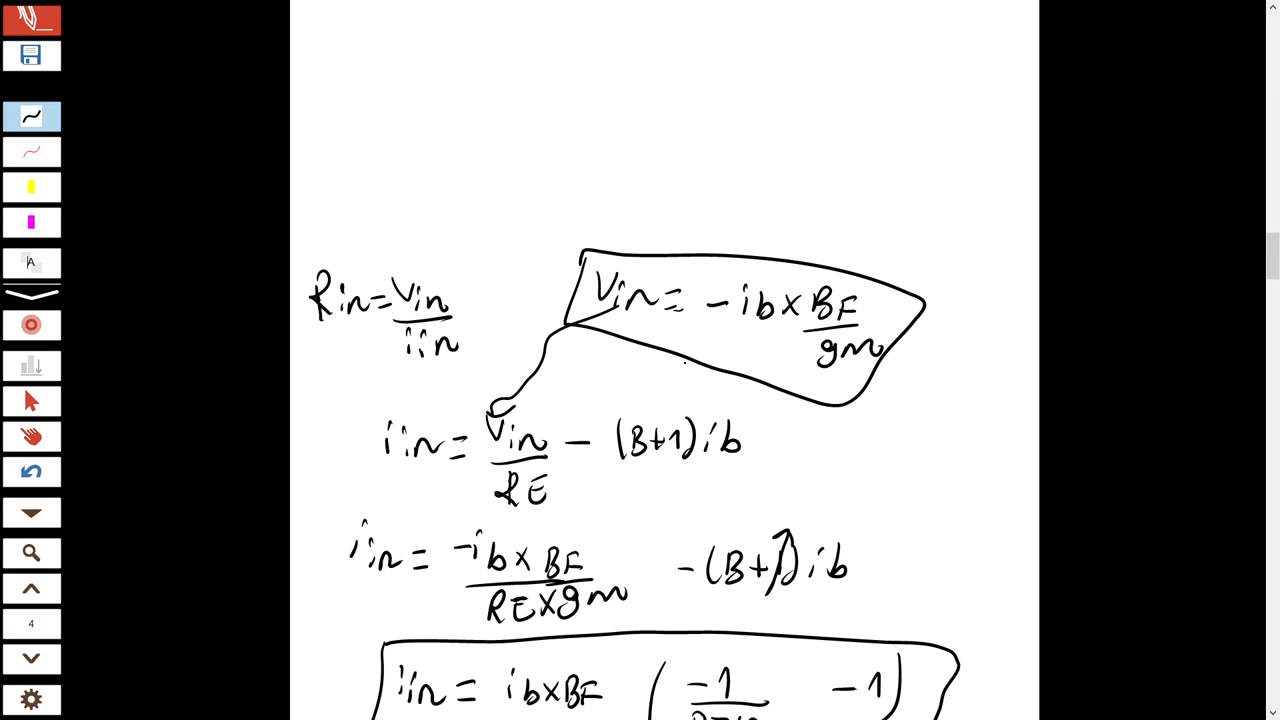 Rin = Vin / iin
Vin = -ib x BF / gm
iin = Vin / RE - (B+1) ib
iin = -ib x BF / RE x gm - (B+1) ib
iin = ib x BF ( -1 / - 1 )
A
4